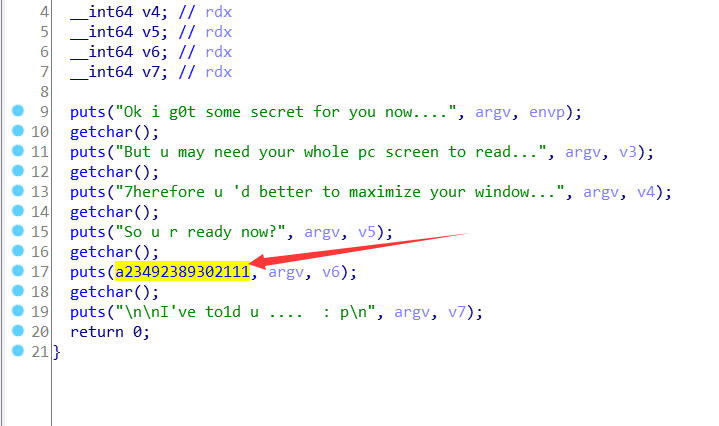 4 __int64 v4; // rdx
5 __int64 v5; // rdx
6 __int64 v6; // rdx
7 __int64 v7; // rdx
8
9 puts("Ok i g0t some secret for you now....", argv, envp);
10 getchar();
11 puts("But u may need your whole pc screen to read...", argv, v3);
12 getchar();
13 puts("7herefore u 'd better to maximize your window...", argv, v4);
14 getchar();
15 puts("So u r ready now?", argv, v5);
16 getchar();
17 puts(a23492389302111, argv, v6);
18 getchar();
19 puts("\n\nI've to1d u ....  : p\n", argv, v7);
20 return 0;
21 }